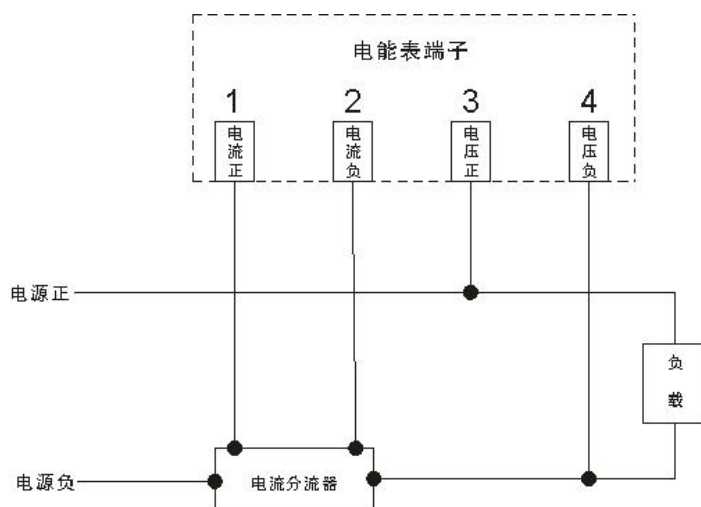 电能表端子
1 2 3 4
电流正 电流负 电压正 电压负
电源正
负载
电源负 电流分流器